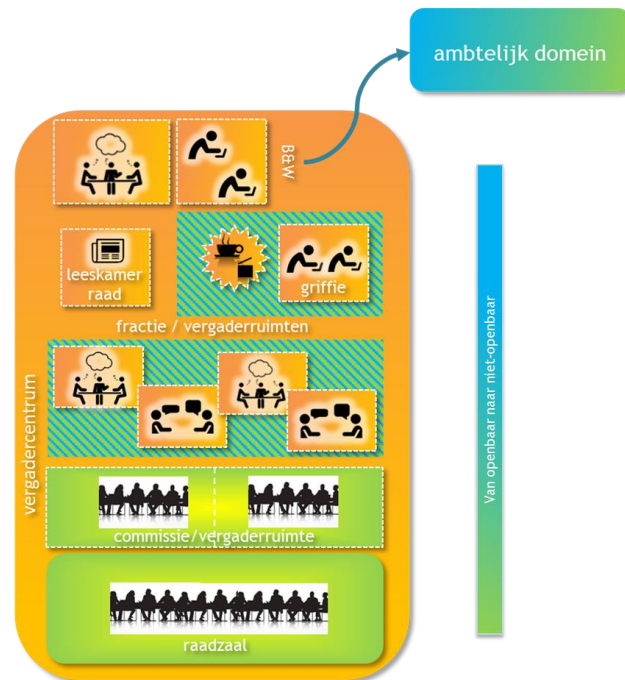 ambtelijk domein
B&W
leeskamer
raad
griffie
fractie / vergaderruimten
vergadercentrum
commissie/vergaderruimte
raadzaal
Van openbaar naar niet-openbaar